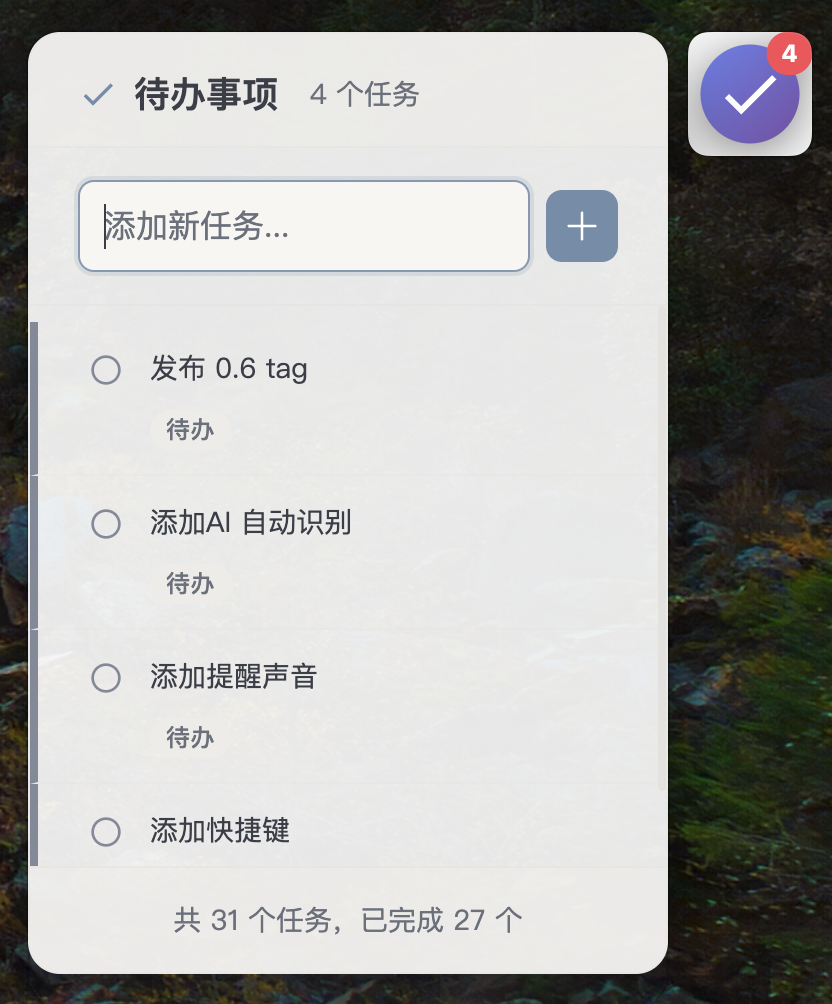 待办事项 4 个任务
4
添加新任务...
发布 0.6 tag
待办
添加AI 自动识别
待办
添加提醒声音
待办
添加快捷键
共 31 个任务，已完成 27 个